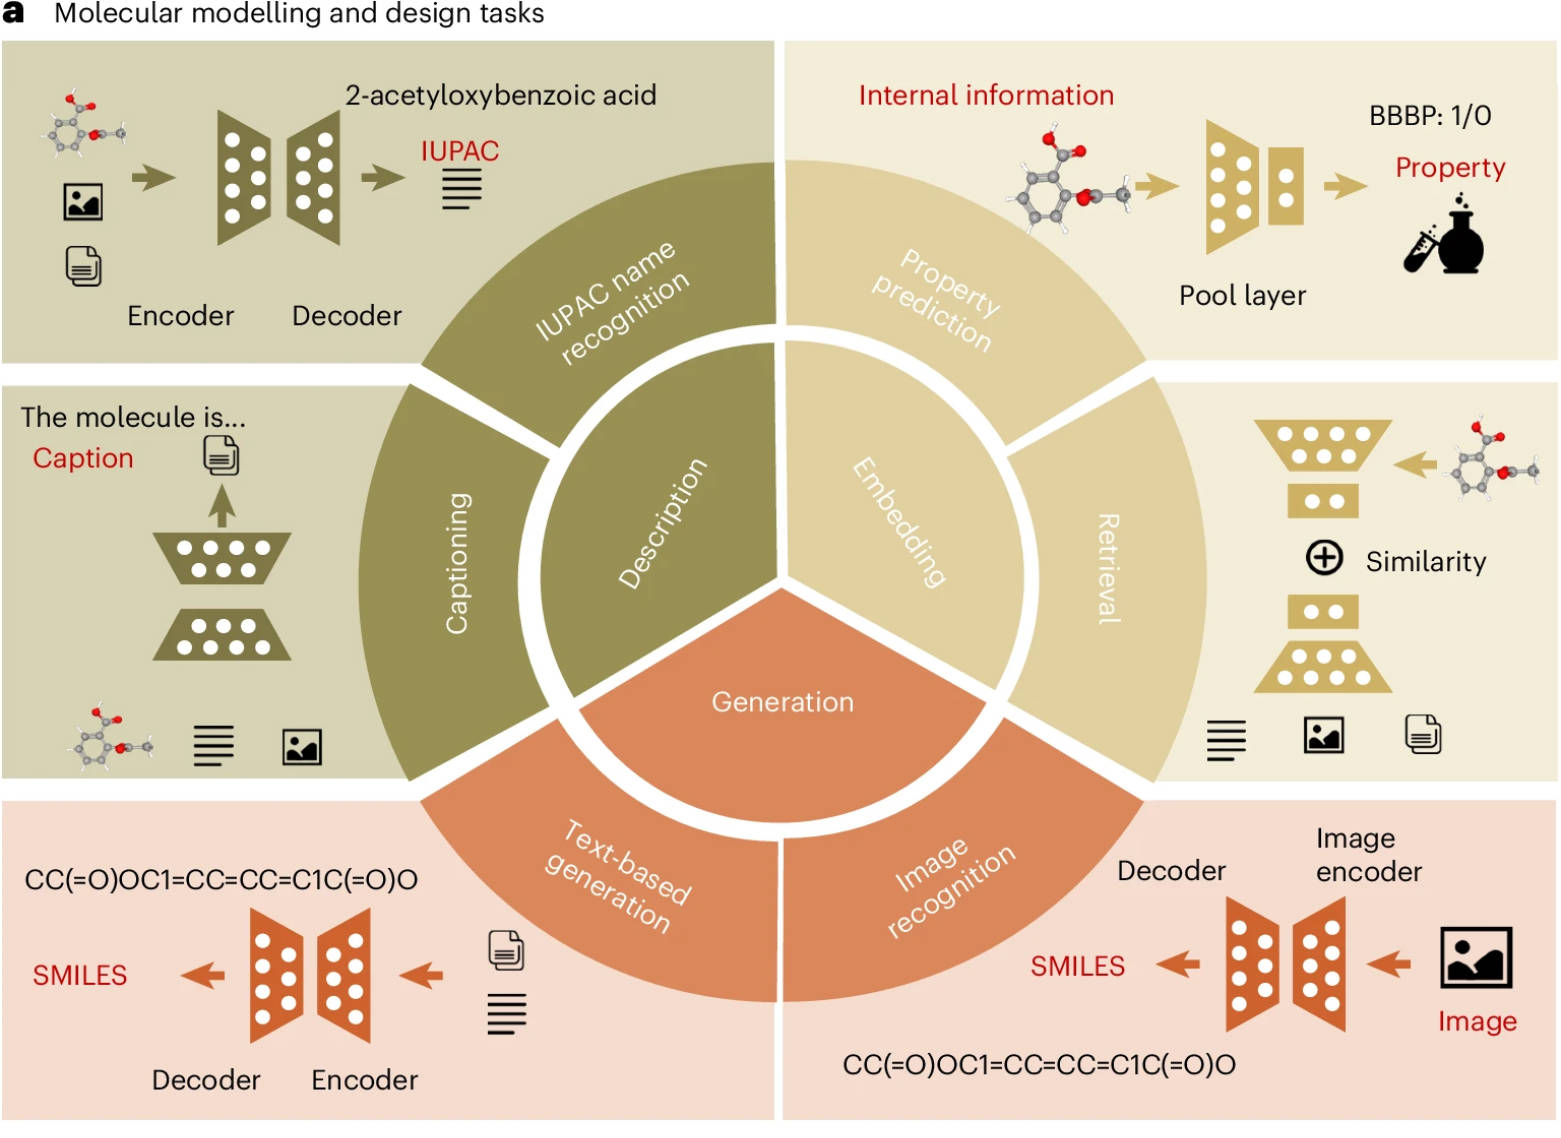 a Molecular modelling and design tasks
2-acetyloxybenzoic acid
IUPAC
Encoder
Decoder
Internal information
BBBP: 1/0
Property
Pool layer
IUPAC name
recognition
Property
prediction
The molecule is...
Caption
Captioning
Description
Embedding
Retrieval
Similarity
Generation
Text-based
generation
Image
recognition
CC(=O)OC1=CC=CC=C1C(=O)O
SMILES
Decoder
Encoder
Decoder
Image
encoder
SMILES
Image
CC(=O)OC1=CC=CC=C1C(=O)O